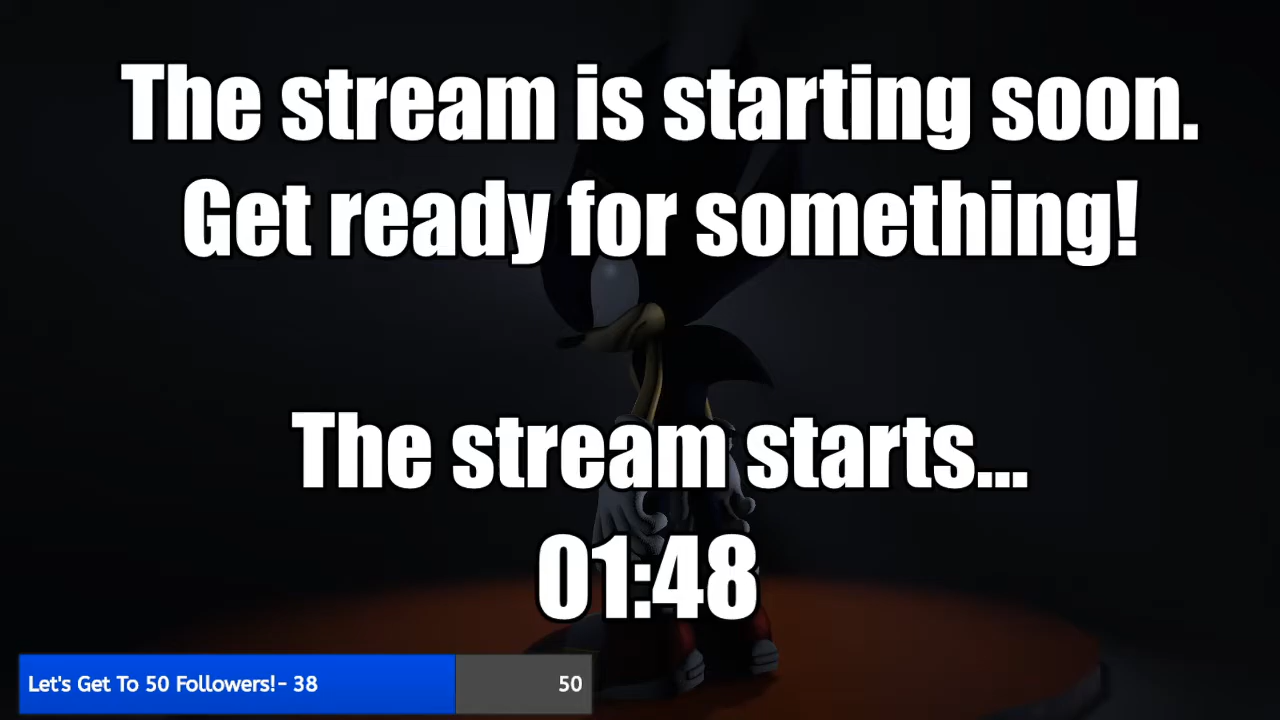 The stream is starting soon.
Get ready for something!
The stream starts...
01:48
Let's Get To 50 Followers!- 38 50